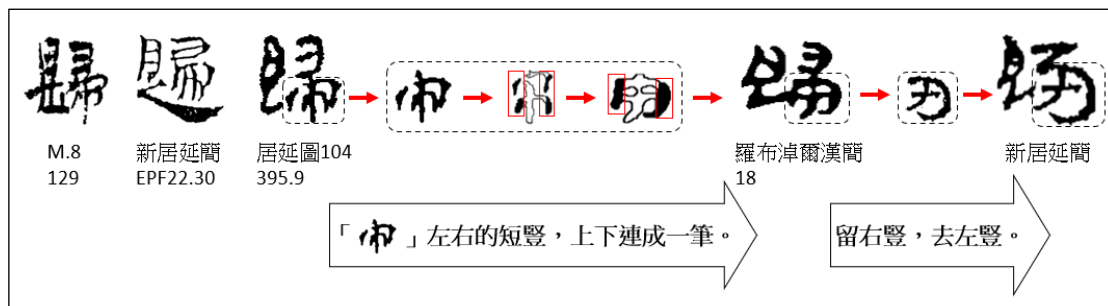 M.8
129
新居延簡
EPF22.30
居延圖104
395.9
羅布淖爾漢簡
18
新居延簡
「 」左右的短豎，上下連成一筆。
留右豎，去左豎。